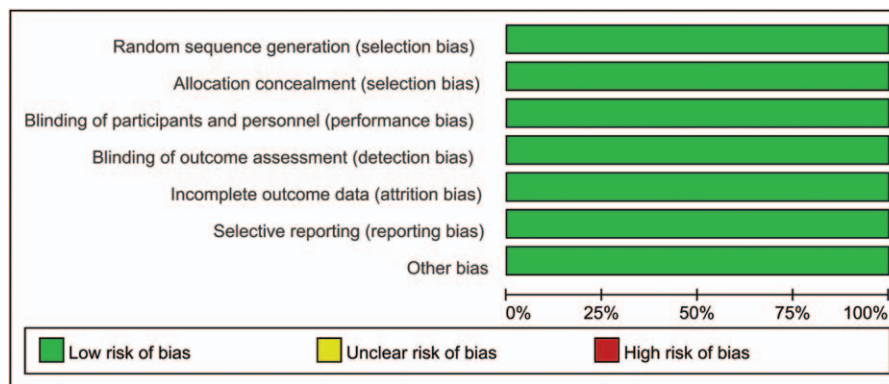 Random sequence generation (selection bias)
Allocation concealment (selection bias)
Blinding of participants and personnel (performance bias)
Blinding of outcome assessment (detection bias)
Incomplete outcome data (attrition bias)
Selective reporting (reporting bias)
Other bias
0% 25% 50% 75% 100%
Low risk of bias Unclear risk of bias High risk of bias